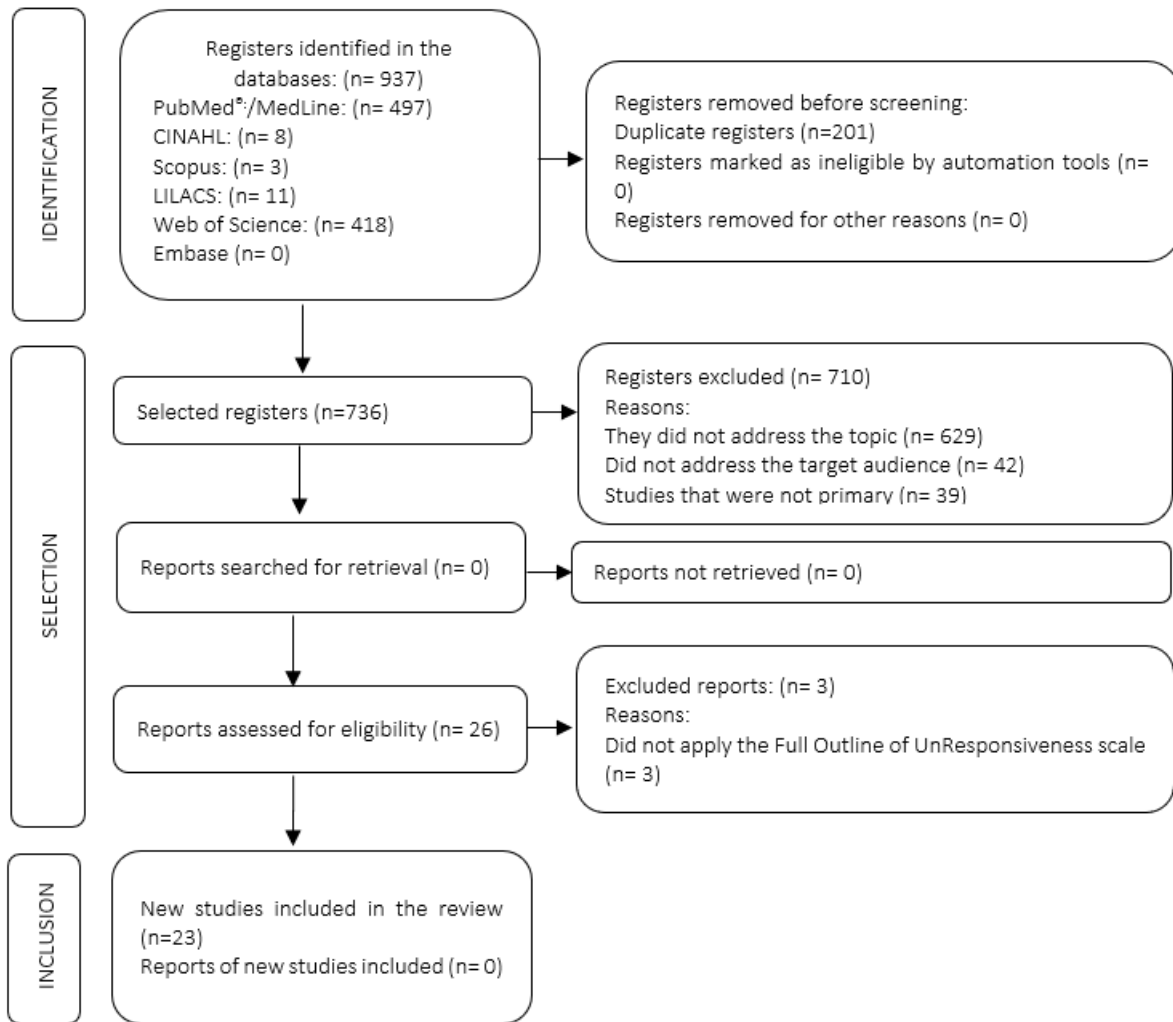 IDENTIFICATION
Registers identified in the
databases: (n= 937)
PubMed®:/MedLine: (n= 497)
CINAHL: (n= 8)
Scopus: (n= 3)
LILACS: (n= 11)
Web of Science: (n= 418)
Embase (n= 0)
Registers removed before screening:
Duplicate registers (n=201)
Registers marked as ineligible by automation tools (n=
0)
Registers removed for other reasons (n= 0)
SELECTION
Selected registers (n=736)
Registers excluded (n= 710)
Reasons:
They did not address the topic (n= 629)
Did not address the target audience (n= 42)
Studies that were not primary (n= 39)
Reports searched for retrieval (n= 0)
Reports not retrieved (n= 0)
Reports assessed for eligibility (n= 26)
Excluded reports: (n= 3)
Reasons:
Did not apply the Full Outline of UnResponsiveness scale
(n= 3)
INCLUSION
New studies included in the review
(n=23)
Reports of new studies included (n= 0)